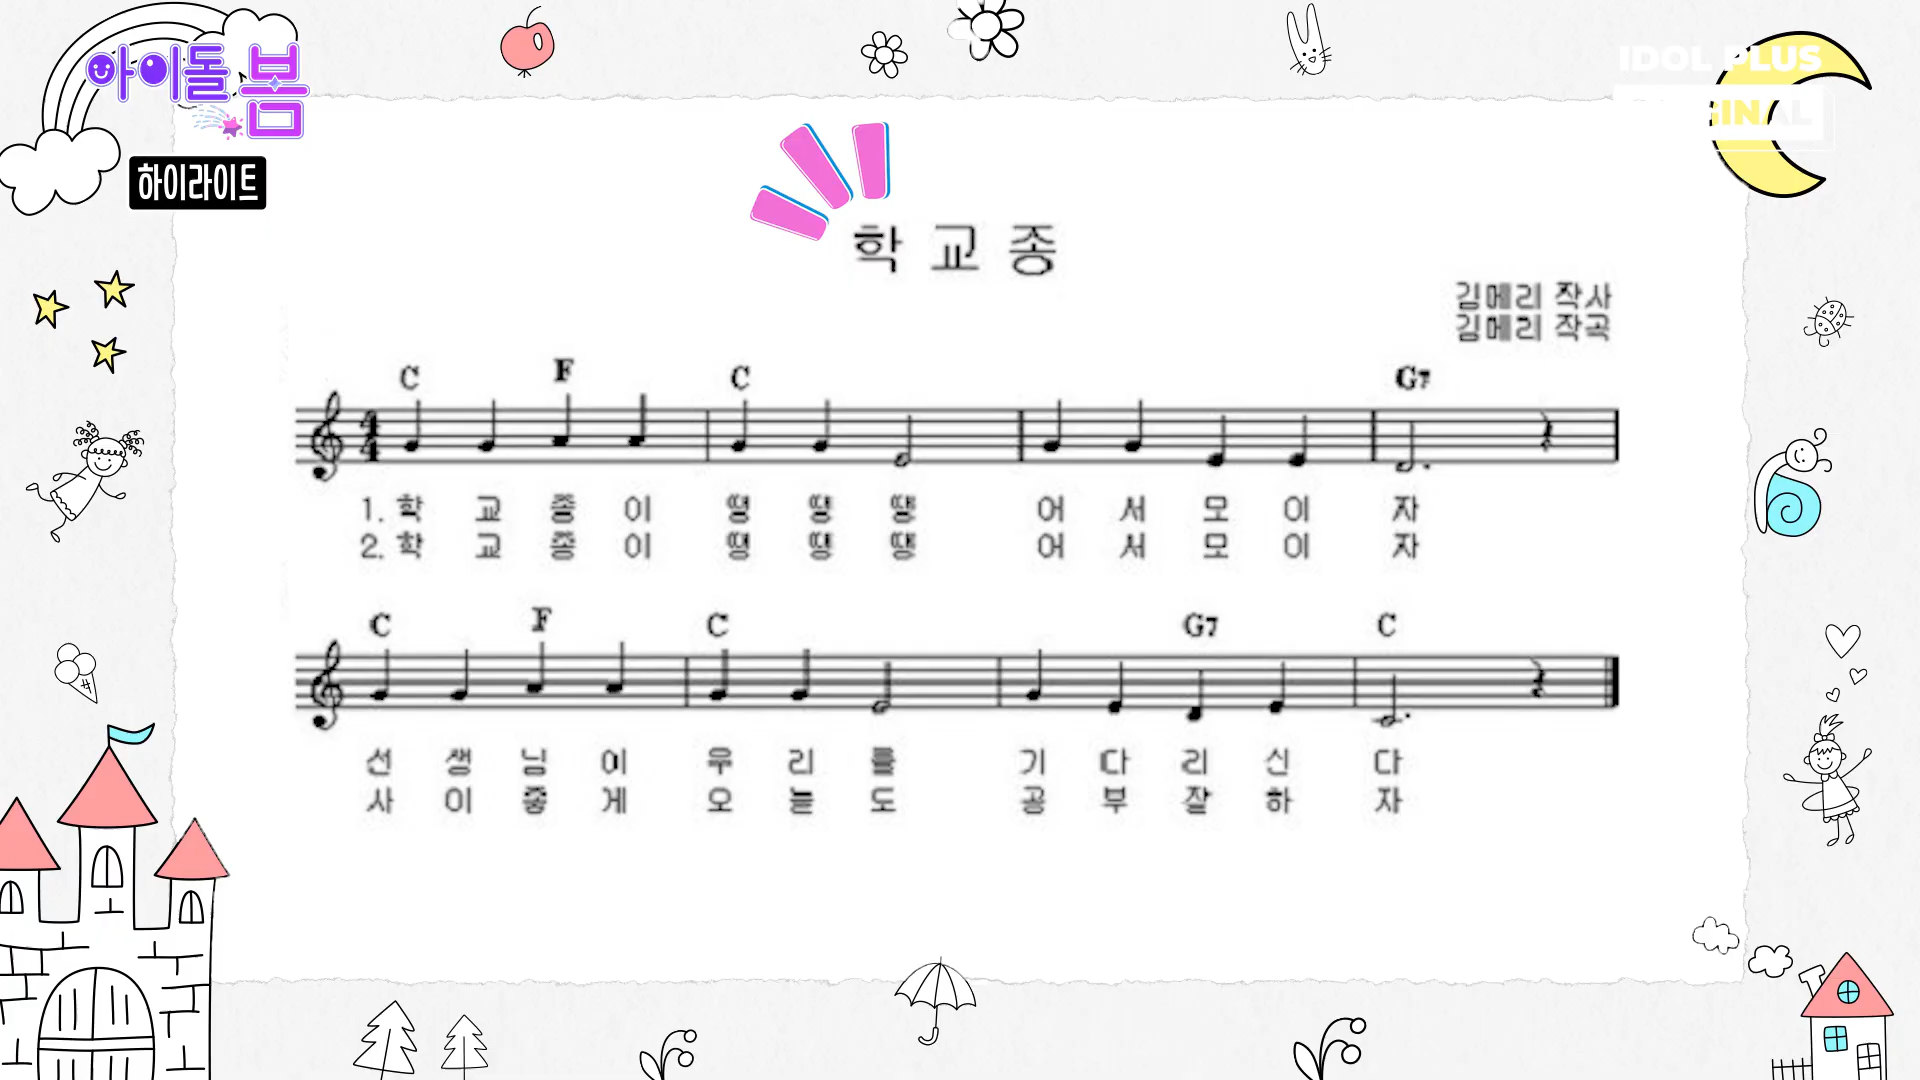 아이돌 봄
IDOL PLUS
하이라이트
학 교 종
김메리 작사
김메리 작곡
C F C G7
4
4
1. 학 교 종 이 땡 땡 땡 어 서 모 이 자
2. 학 교 종 이 땡 땡 땡 어 서 모 이 자
C F C G7 C
선 생 님 이 우 리 를 기 다 리 신 다
사 이 좋 게 오 늘 도 공 부 잘 하 자